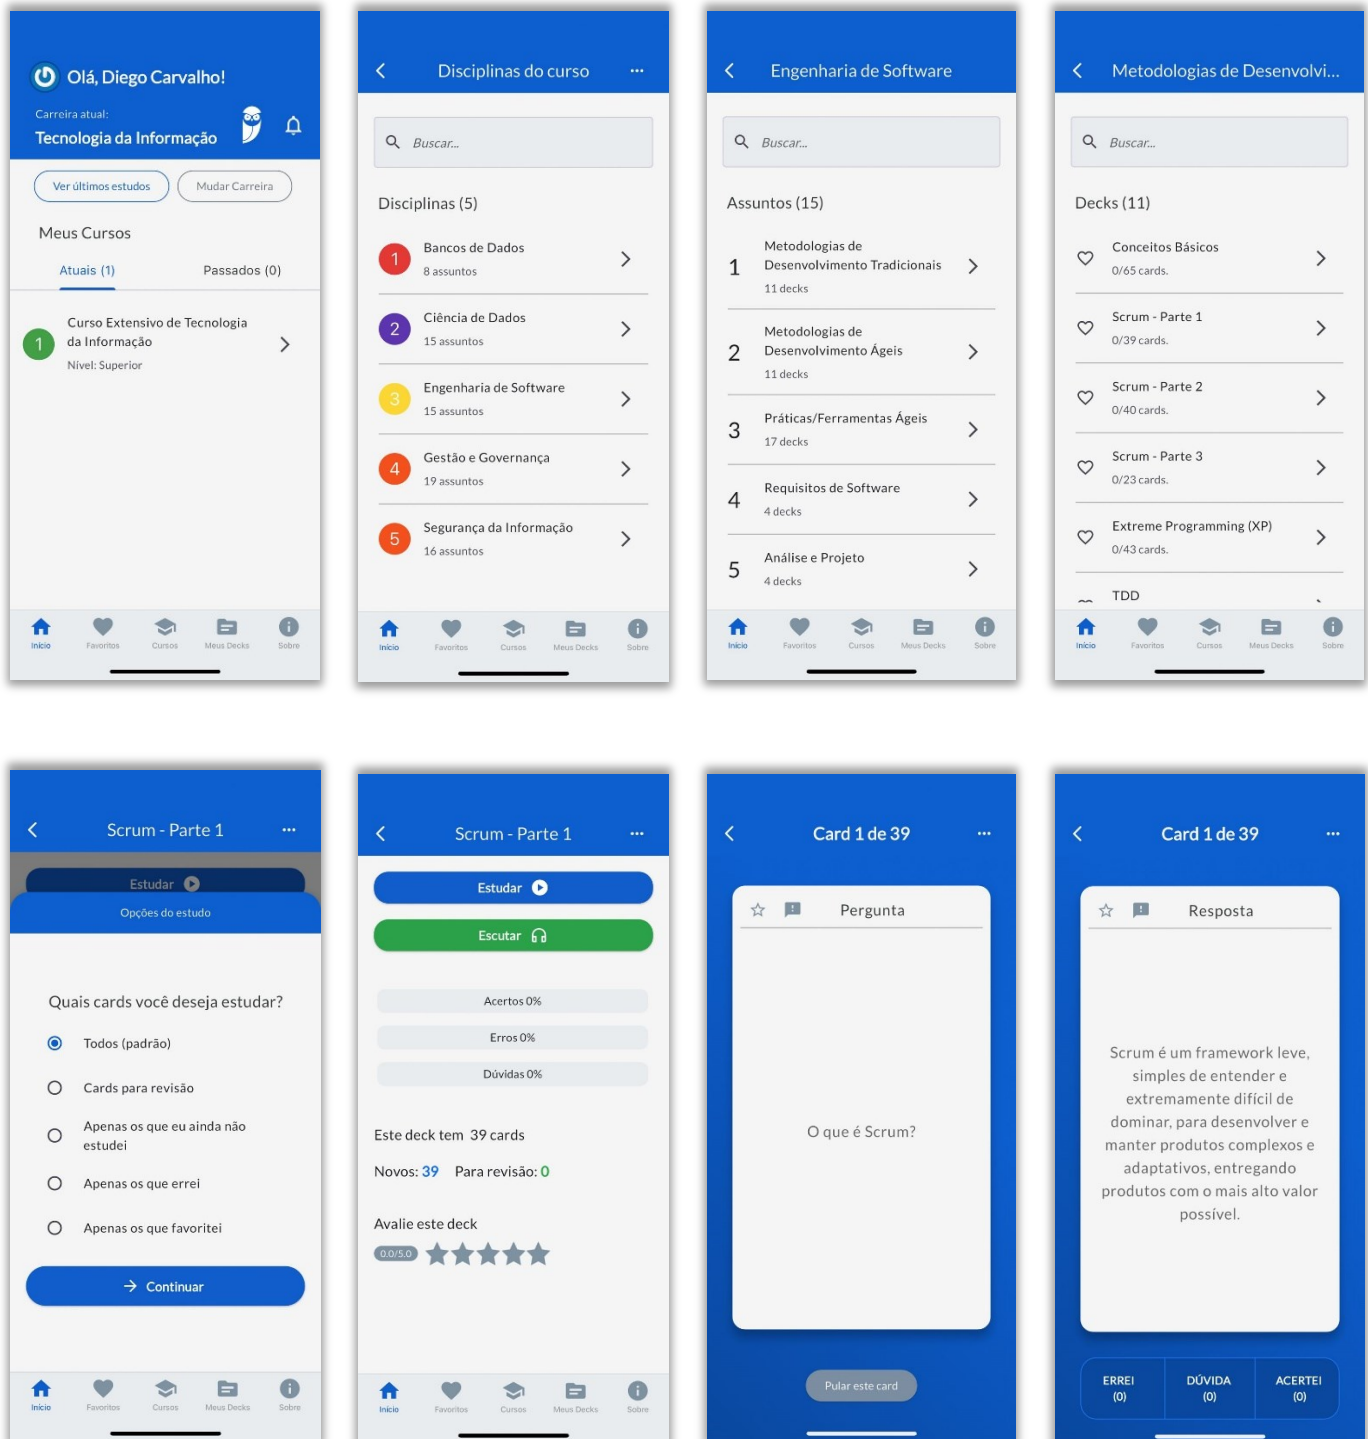 Olá, Diego Carvalho!
Carreira atual:
Tecnologia da Informação
Ver últimos estudos
Mudar Carreira
Meus Cursos
Atuais (1)
Passados (0)
1
Curso Extensivo de Tecnologia
da Informação
Nível: Superior
Início
Favoritos
Cursos
Meus Decks
Sobre
Disciplinas do curso
Buscar...
Disciplinas (5)
1
Bancos de Dados
8 assuntos
2
Ciência de Dados
15 assuntos
3
Engenharia de Software
15 assuntos
4
Gestão e Governança
19 assuntos
5
Segurança da Informação
16 assuntos
Início
Favoritos
Cursos
Meus Decks
Sobre
Engenharia de Software
Buscar...
Assuntos (15)
1
Metodologias de
Desenvolvimento Tradicionais
11 decks
2
Metodologias de
Desenvolvimento Ágeis
11 decks
3
Práticas/Ferramentas Ágeis
17 decks
4
Requisitos de Software
4 decks
5
Análise e Projeto
4 decks
Início
Favoritos
Cursos
Meus Decks
Sobre
Metodologias de Desenvolvi...
Buscar...
Decks (11)
Conceitos Básicos
0/65 cards.
Scrum - Parte 1
0/39 cards.
Scrum - Parte 2
0/40 cards.
Scrum - Parte 3
0/23 cards.
Extreme Programming (XP)
0/43 cards.
TDD
Início
Favoritos
Cursos
Meus Decks
Sobre
Scrum - Parte 1
Estudar
Opções do estudo
Quais cards você deseja estudar?
Todos (padrão)
Cards para revisão
Apenas os que eu ainda não
estudei
Apenas os que errei
Apenas os que favoritei
Continuar
Início
Favoritos
Cursos
Meus Decks
Sobre
Scrum - Parte 1
Estudar
Escutar
Acertos 0%
Erros 0%
Dúvidas 0%
Este deck tem 39 cards
Novos: 39 Para revisão: 0
Avalie este deck
0.0/5.0
Início
Favoritos
Cursos
Meus Decks
Sobre
Card 1 de 39
Pergunta
O que é Scrum?
Pular este card
Card 1 de 39
Resposta
Scrum é um framework leve,
simples de entender e
extremamente difícil de
dominar, para desenvolver e
manter produtos complexos e
adaptativos, entregando
produtos com o mais alto valor
possível.
ERREI
(0)
DÚVIDA
(0)
ACERTEI
(0)